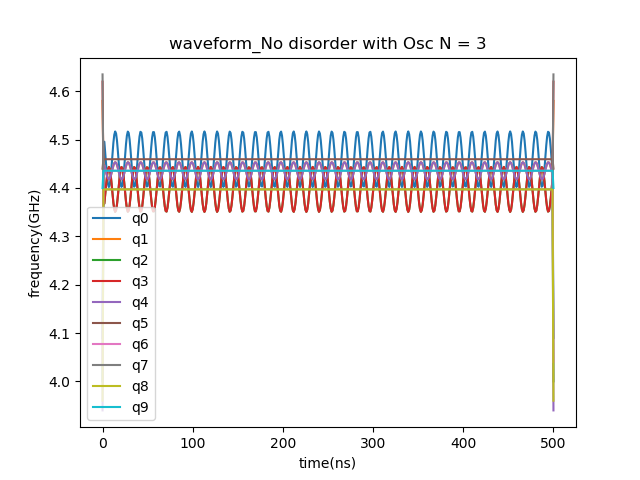 waveform_No disorder with Osc N = 3
frequency(GHz)
4.6
4.5
4.4
4.3
4.2
4.1
4.0
q0
q1
q2
q3
q4
q5
q6
q7
q8
q9
0
100
200
300
400
500
time(ns)